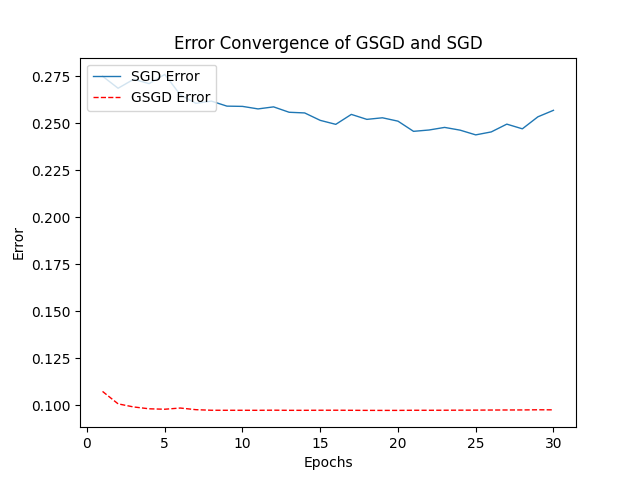 Error Convergence of GSGD and SGD
SGD Error
GSGD Error
0.275
0.250
0.225
0.200
0.175
0.150
0.125
0.100
Error
0 5 10 15 20 25 30
Epochs